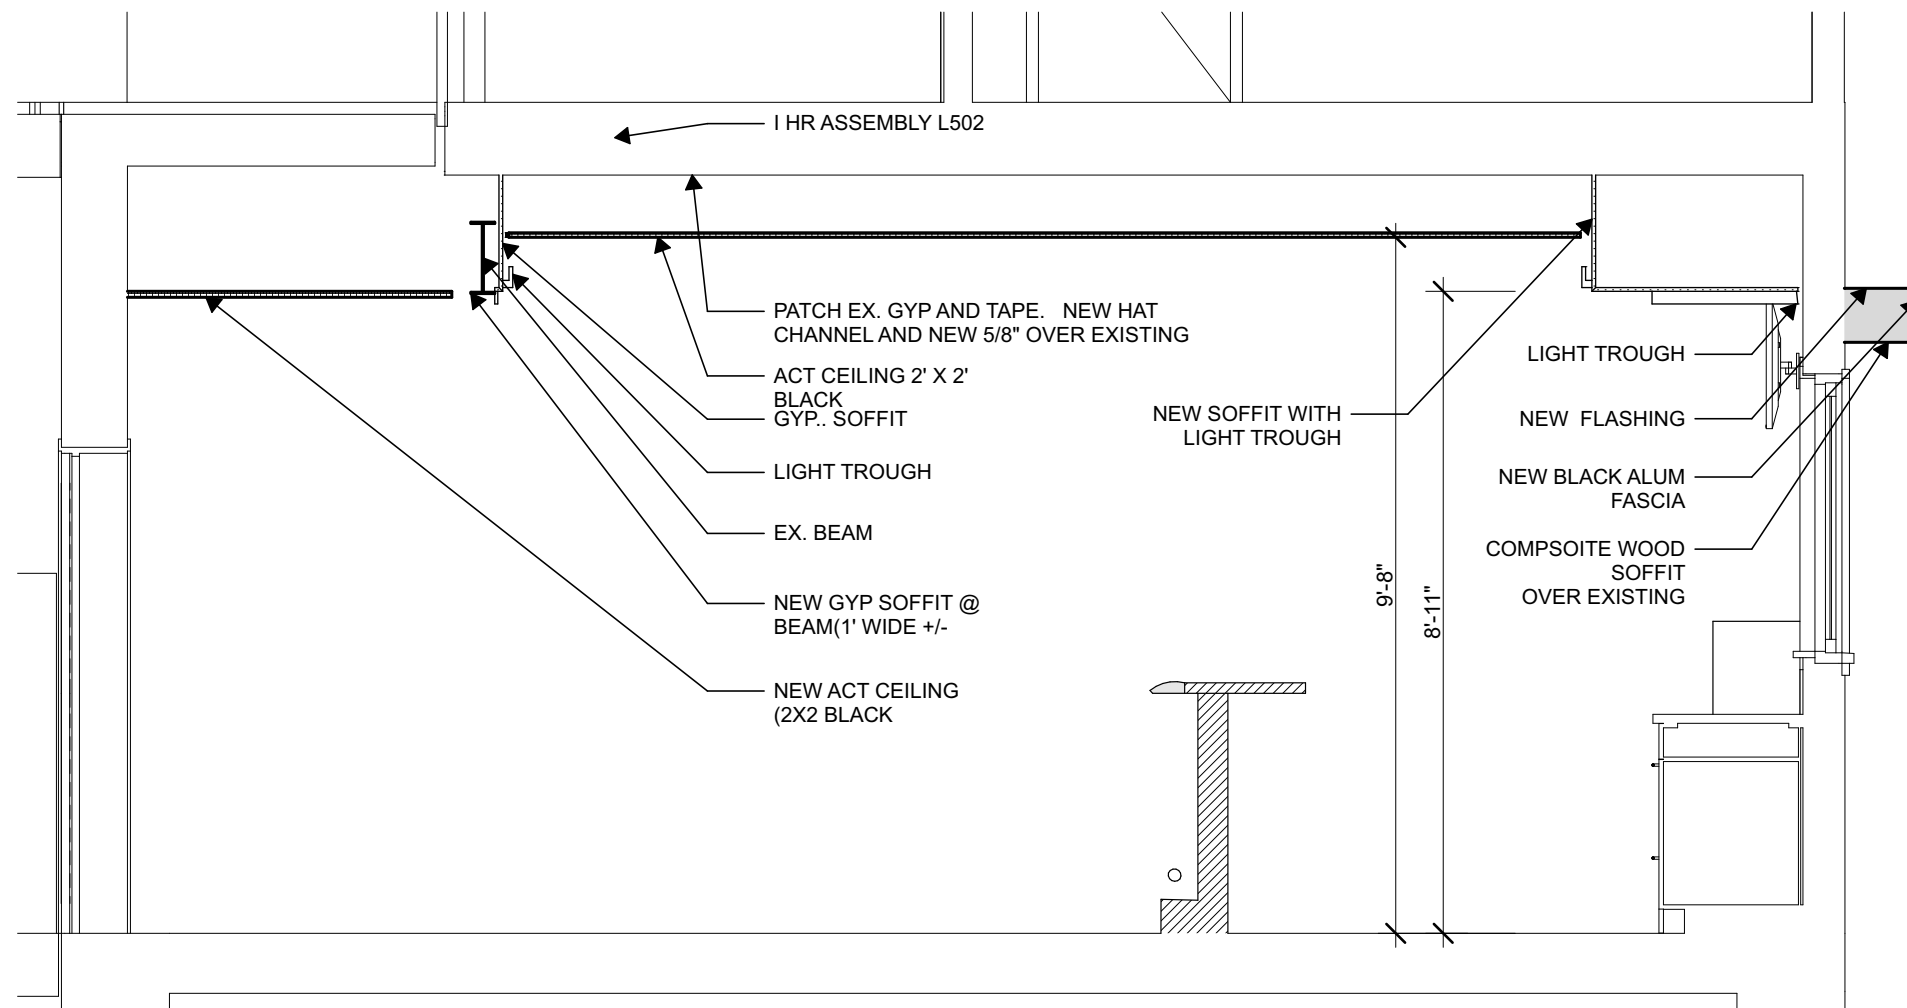 I HR ASSEMBLY L502
PATCH EX. GYP AND TAPE.   NEW HAT
CHANNEL AND NEW 5/8" OVER EXISTING
ACT CEILING 2' X 2'
BLACK
GYP.. SOFFIT
LIGHT TROUGH
EX. BEAM
NEW GYP SOFFIT @
BEAM(1' WIDE +/-
NEW ACT CEILING
(2X2 BLACK
NEW SOFFIT WITH
LIGHT TROUGH
9'-8"
8'-11"
LIGHT TROUGH
NEW  FLASHING
NEW BLACK ALUM
FASCIA
COMPSOITE WOOD
SOFFIT
OVER EXISTING